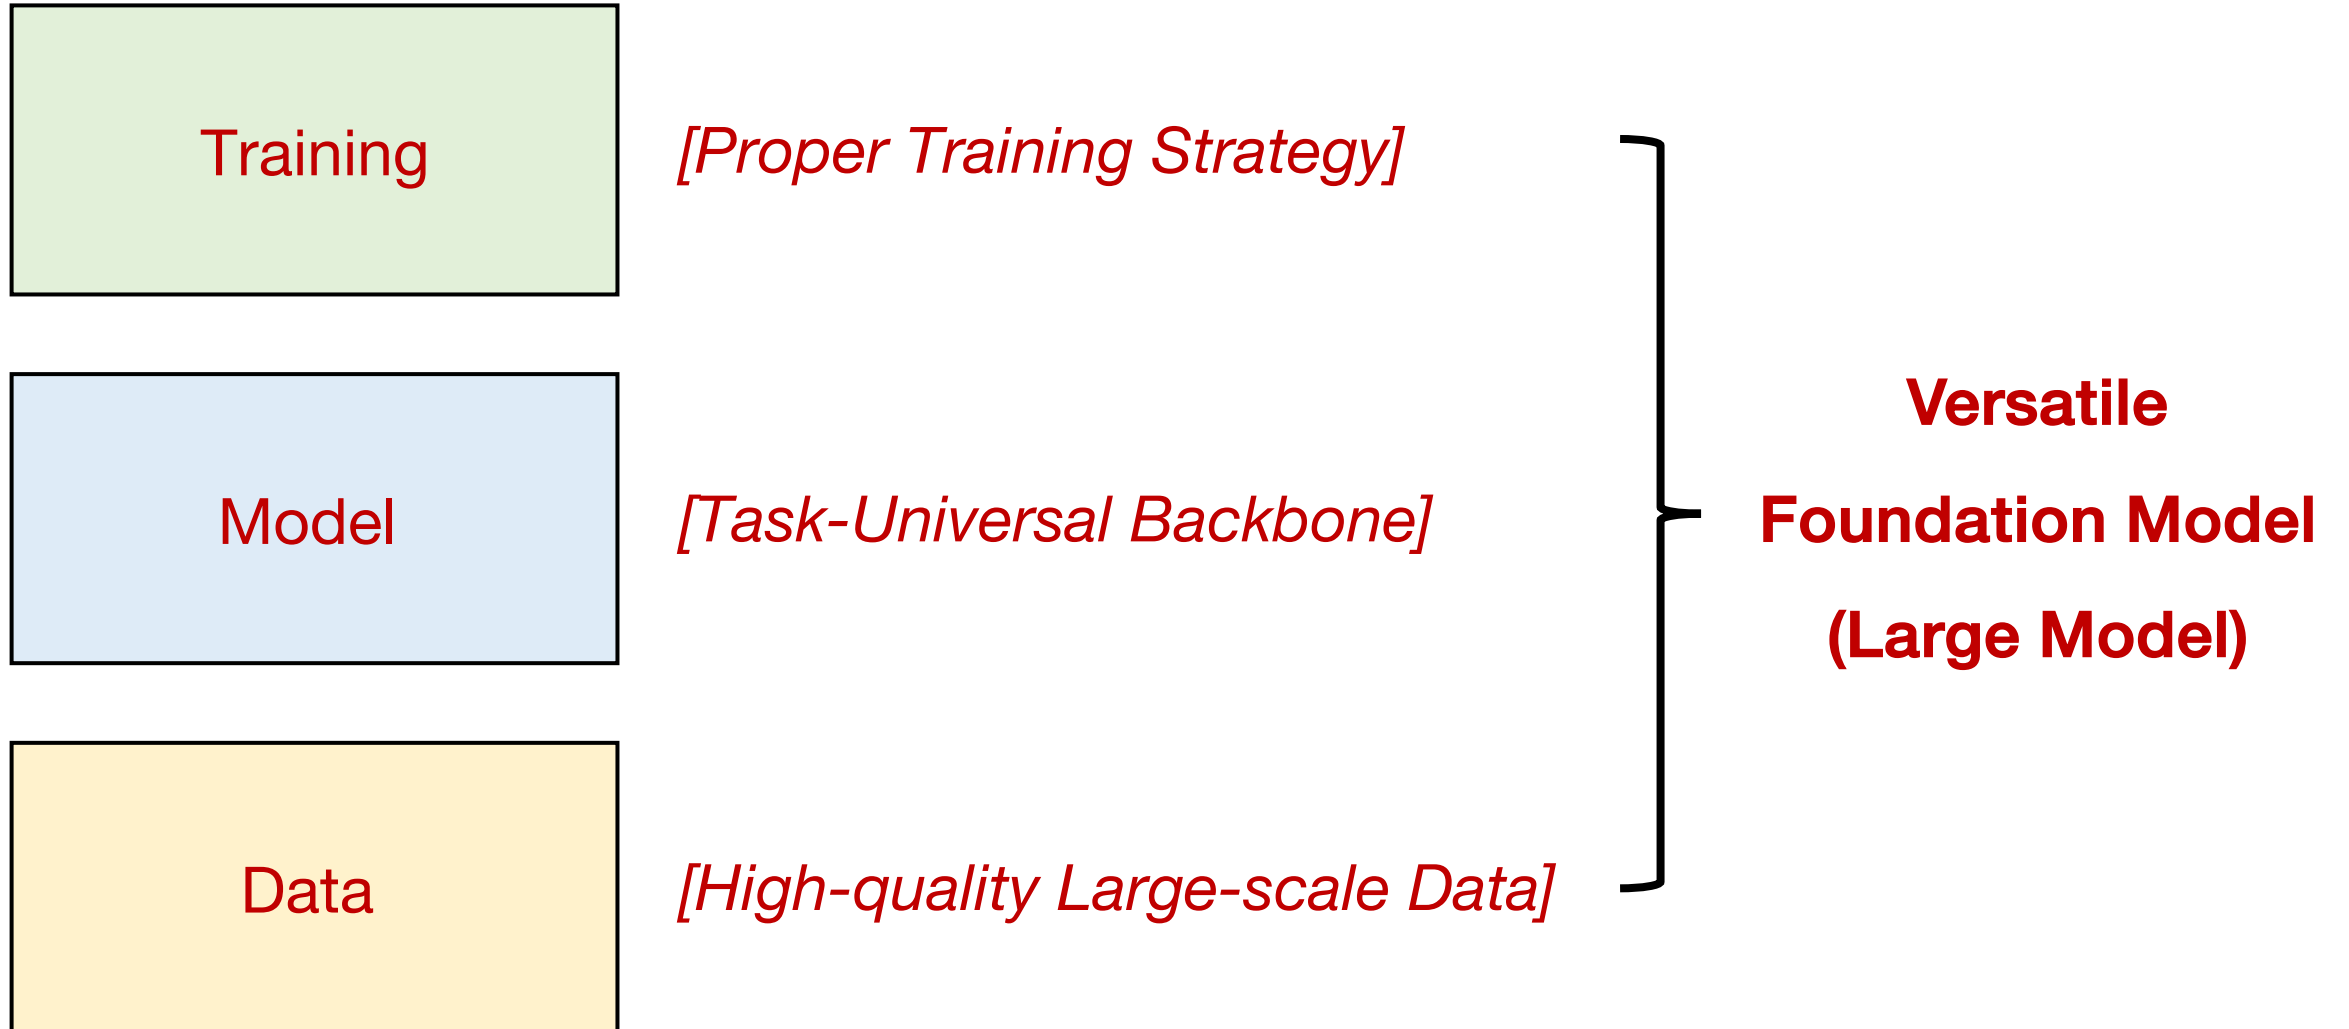 Training
[Proper Training Strategy]
Model
[Task-Universal Backbone]
Data
[High-quality Large-scale Data]
Versatile
Foundation Model
(Large Model)